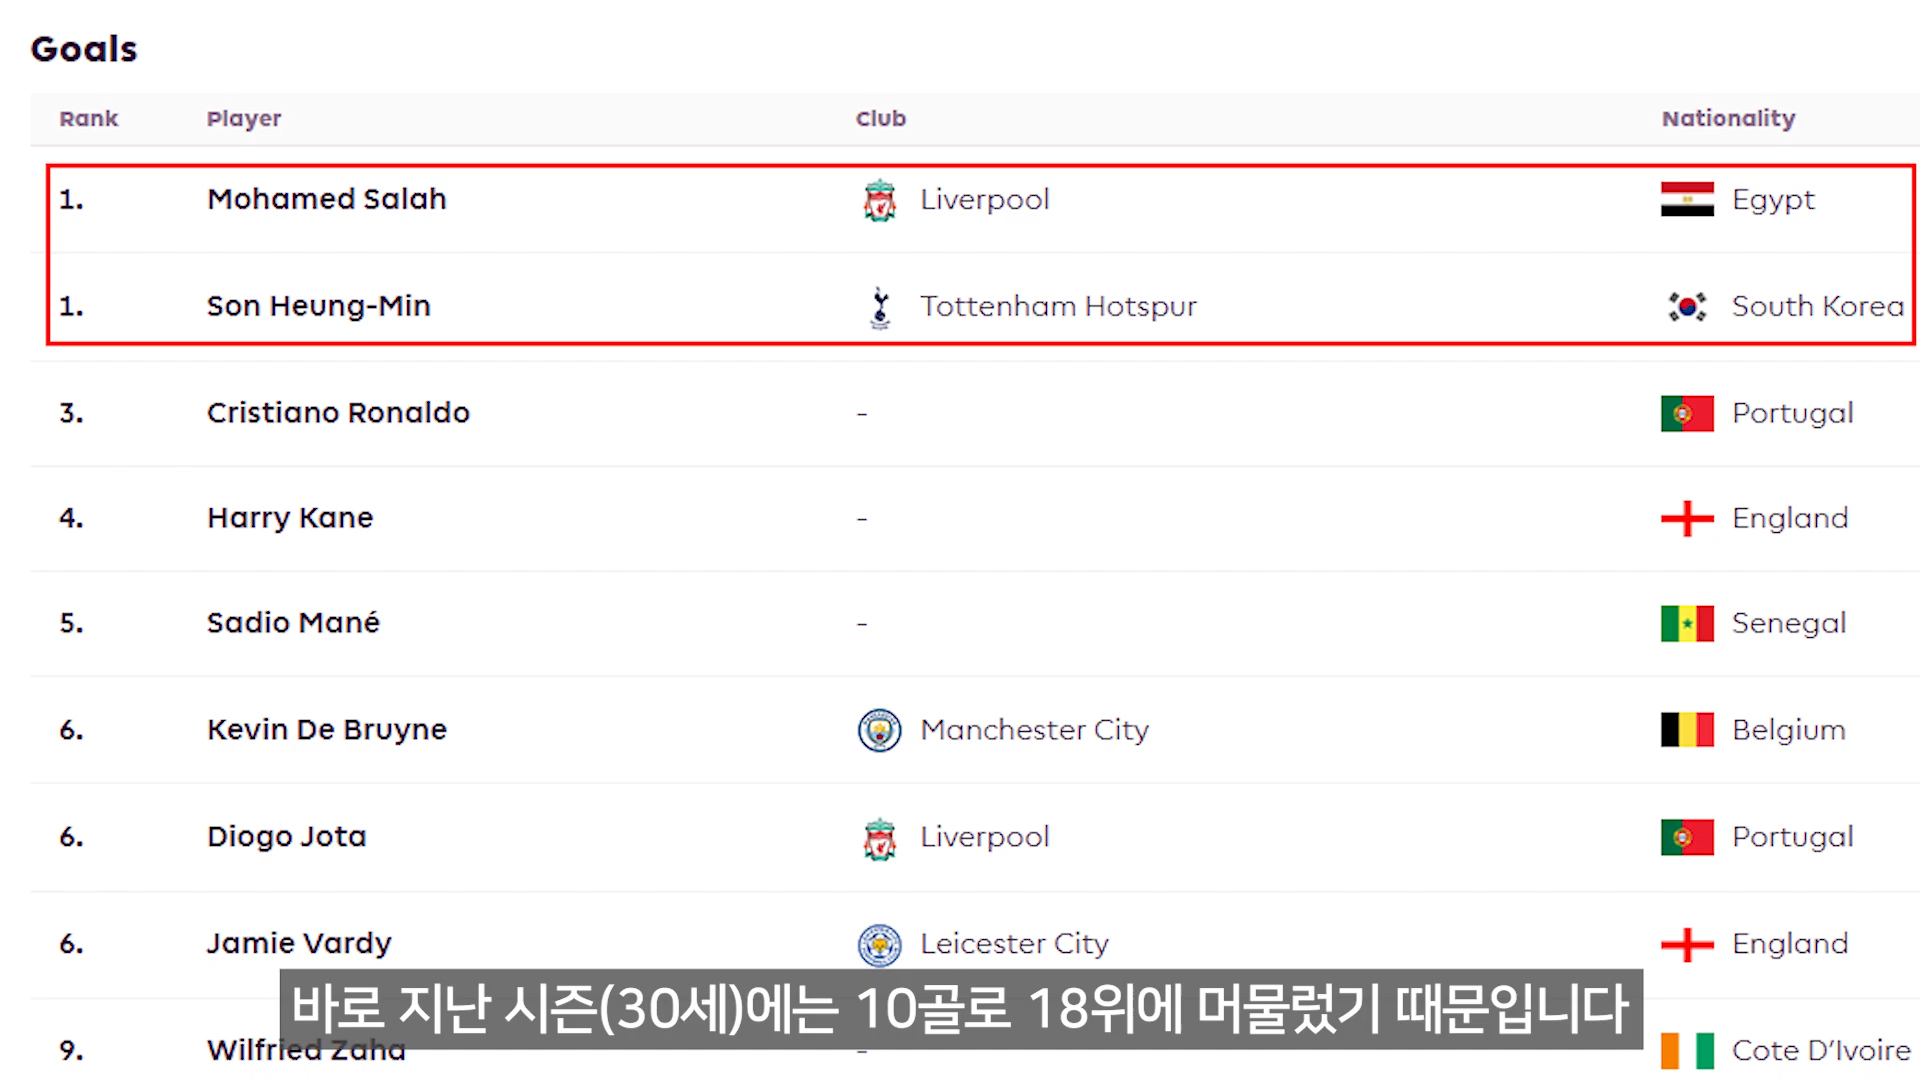 Goals
Rank Player Club Nationality
1. Mohamed Salah Liverpool Egypt
1. Son Heung-Min Tottenham Hotspur South Korea
3. Cristiano Ronaldo - Portugal
4. Harry Kane - England
5. Sadio Mané - Senegal
6. Kevin De Bruyne Manchester City Belgium
6. Diogo Jota Liverpool Portugal
6. Jamie Vardy Leicester City England
바로 지난 시즌(30세)에는 10골로 18위에 머물렀기 때문입니다
9. Wilfried Zaha - Cote D’Ivoire